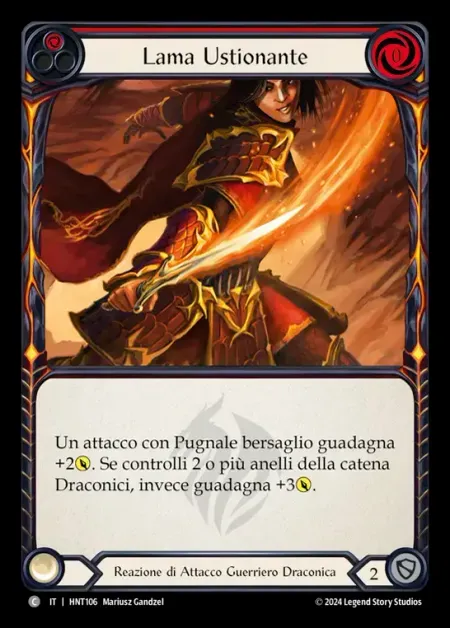 Lama Ustionante
0
Un attacco con Pugnale bersaglio guadagna
+2. Se controlli 2 o più anelli della catena
Draconici, invece guadagna +3.
Reazione di Attacco Guerriero Draconica
2
C IT | HNT106 Mariusz Gandzel
© 2024 Legend Story Studios